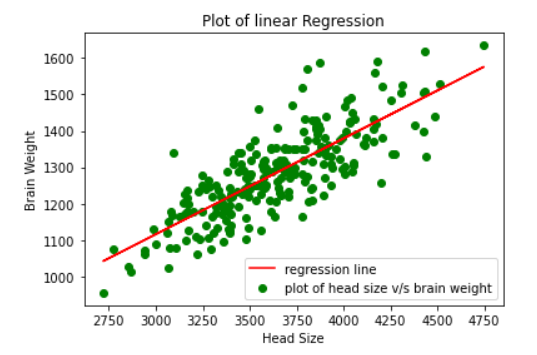 Plot of linear Regression
Brain Weight
1600
1500
1400
1300
1200
1100
1000
regression line
plot of head size v/s brain weight
2750 3000 3250 3500 3750 4000 4250 4500 4750
Head Size